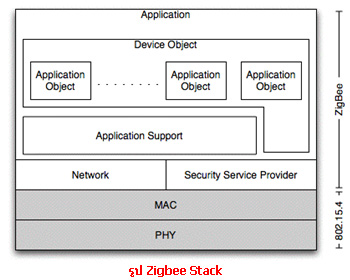 Application
Device Object
Application
Object
Application
Object
Application
Object
Application Support
Network
Security Service Provider
MAC
PHY
ZigBee
802.15.4
รูป Zigbee Stack